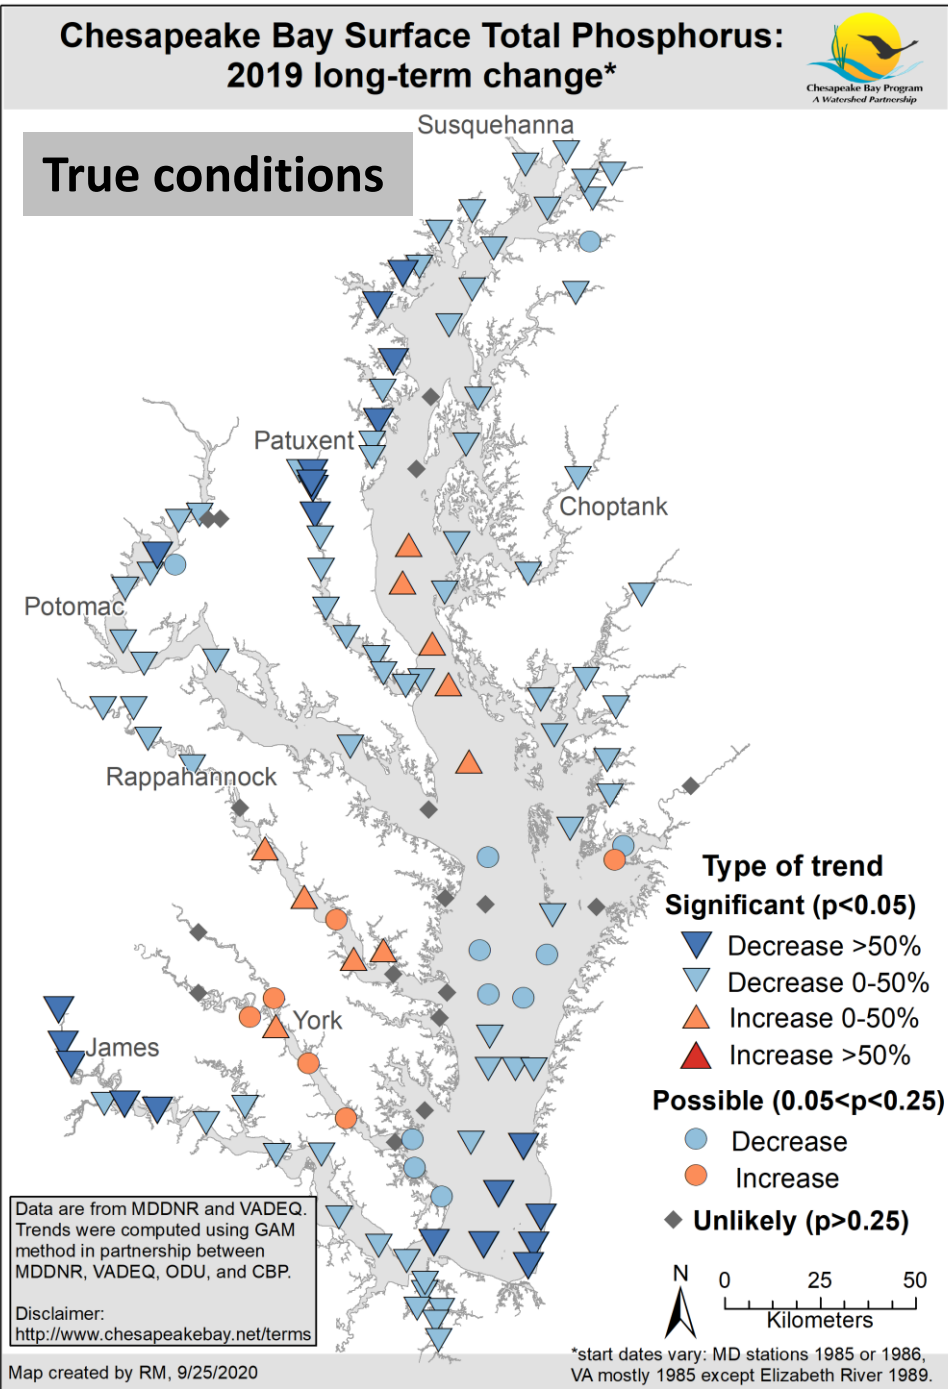 Chesapeake Bay Surface Total Phosphorus:
2019 long-term change*
Chesapeake Bay Program
A Watershed Partnership
True conditions
Susquehanna
Patuxent
Choptank
Potomac
Rappahannock
York
James
Type of trend
Significant (p<0.05)
Decrease >50%
Decrease 0-50%
Increase 0-50%
Increase >50%
Possible (0.05<p<0.25)
Decrease
Increase
Unlikely (p>0.25)
Data are from MDDNR and VADEQ.
Trends were computed using GAM
method in partnership between
MDDNR, VADEQ, ODU, and CBP.
Disclaimer:
http://www.chesapeakebay.net/terms
N
0 25 50
Kilometers
Map created by RM, 9/25/2020
*start dates vary: MD stations 1985 or 1986,
VA mostly 1985 except Elizabeth River 1989.